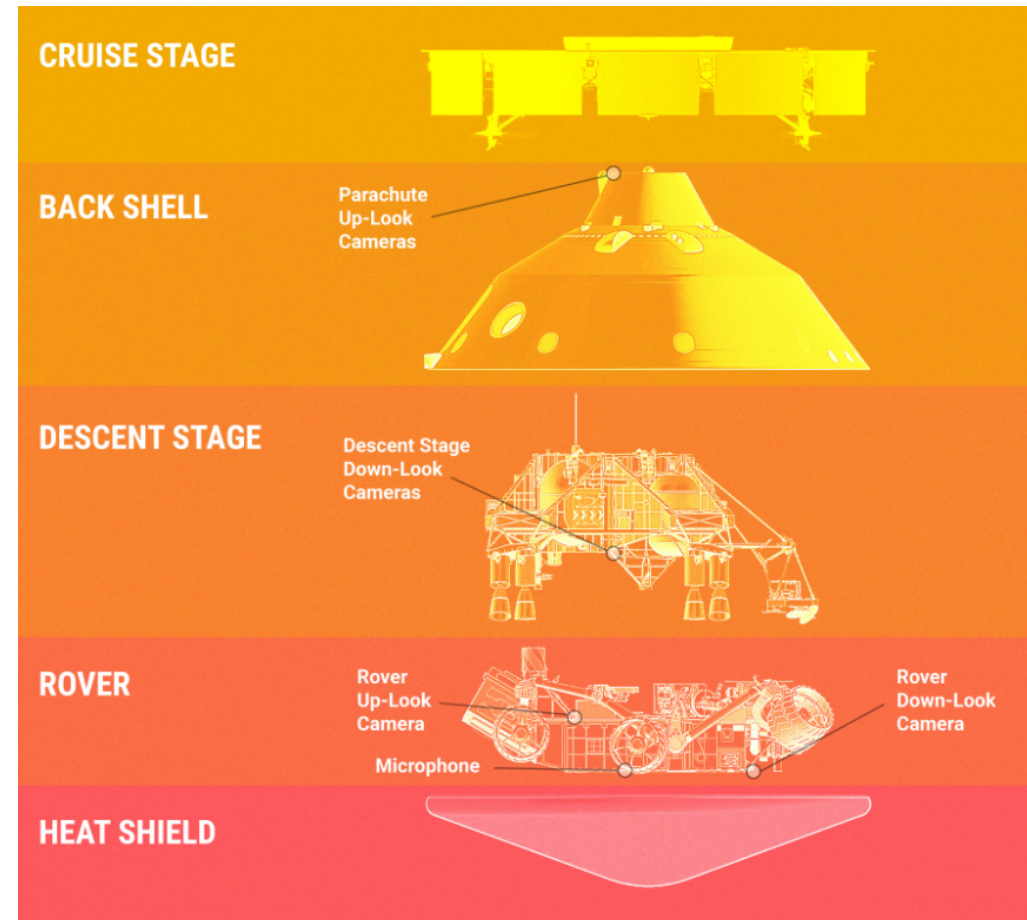 CRUISE STAGE
BACK SHELL
Parachute
Up-Look
Cameras
DESCENT STAGE
Descent Stage
Down-Look
Cameras
ROVER
Rover
Up-Look
Camera
Microphone
Rover
Down-Look
Camera
HEAT SHIELD